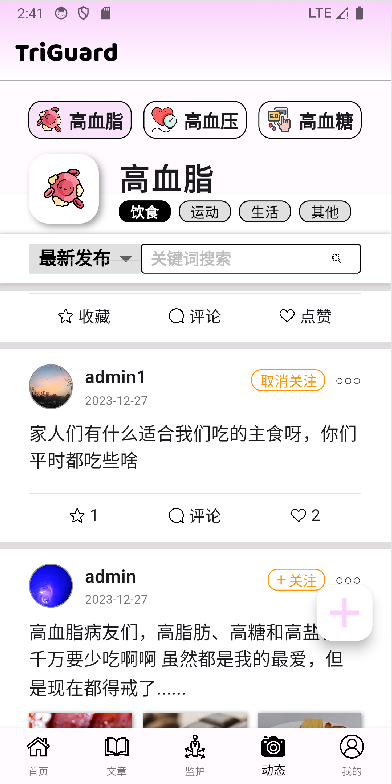 2:41 LTE
TriGuard
高血脂 高血压 高血糖
高血脂
饮食 运动 生活 其他
最新发布 关键词搜索
收藏 评论 点赞
admin1
取消关注
2023-12-27
家人们有什么适合我们吃的主食呀，你们
平时都吃些啥
1 评论 2
admin
+ 关注
2023-12-27
高血脂病友们，高脂肪、高糖和高盐
千万要少吃啊啊 虽然都是我的最爱，但
是现在都得戒了......
首页 文章 监护 动态 我的